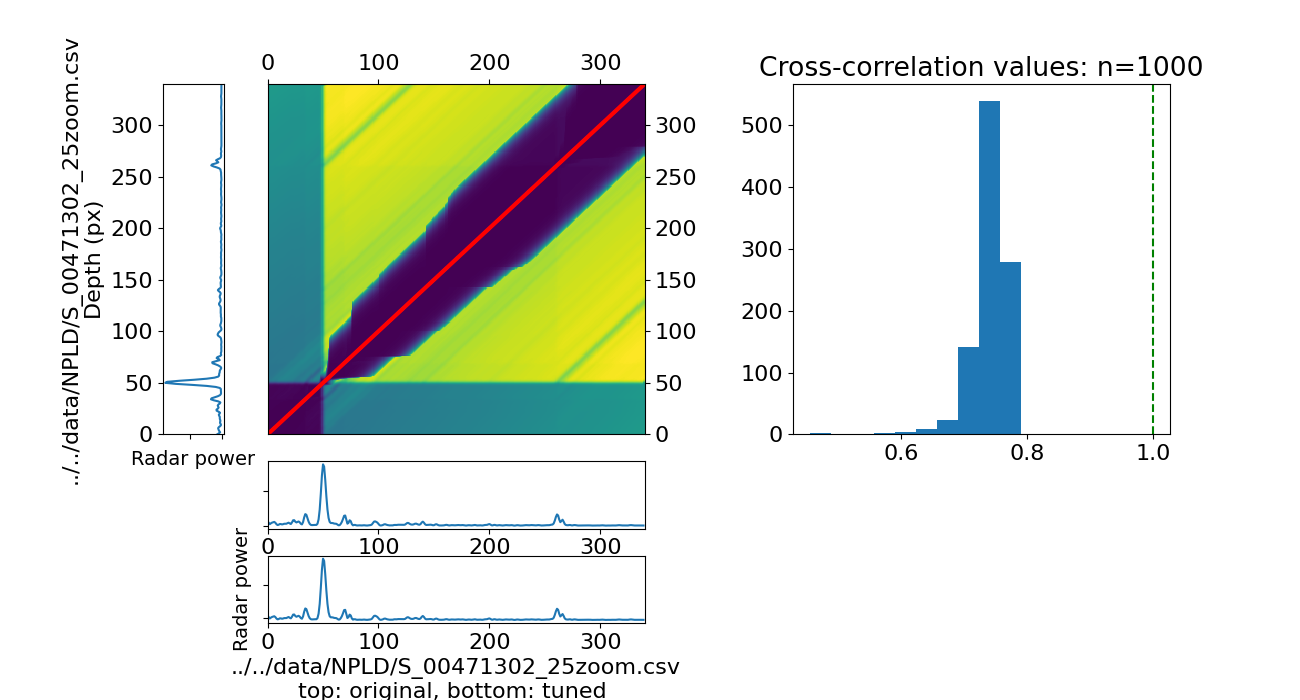 ../../data/NPLD/S_00471302_25zoom.csv
Depth (px)
0 50 100 150 200 250 300
Radar power
0 100 200 300
0 50 100 150 200 250 300
Cross-correlation values: n=1000
0 100 200 300 400 500
0.6 0.8 1.0
0 100 200 300
Radar power
0 100 200 300
../../data/NPLD/S_00471302_25zoom.csv
top: original, bottom: tuned